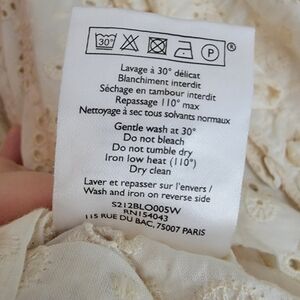 30°
P
®
Lavage à 30° délicat
Blanchiment interdit
Séchage en tambour interdit
Repassage 110° max
Nettoyage à sec tous solvants normaux
Gentle wash at 30°
Do not bleach
Do not tumble dry
Iron low heat (110°)
Dry clean
Laver et repasser sur l'envers /
Wash and iron on reverse side
S212BLO005W
RN154043
115 RUE DU BAC, 75007 PARIS